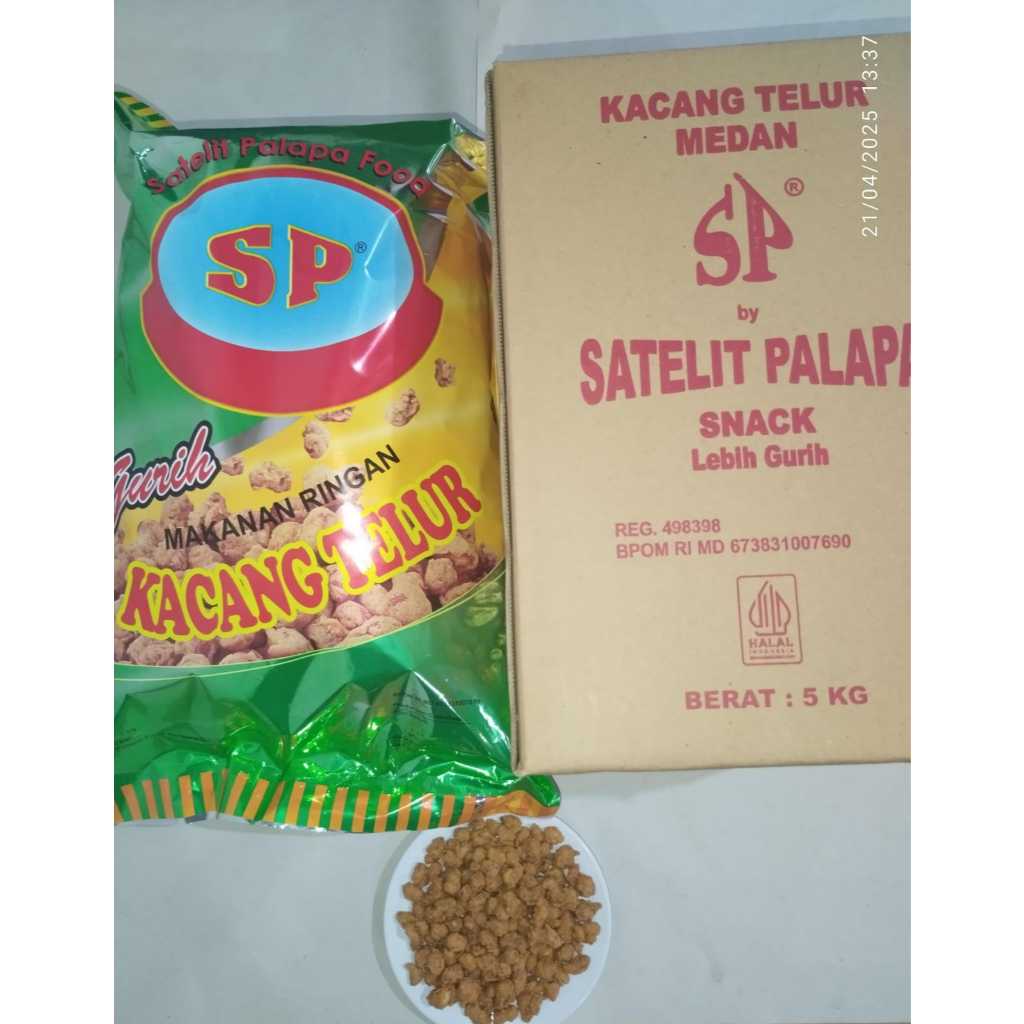 Satelit Palapa Food
SP®
Gurih
MAKANAN RINGAN
KACANG TELUR
KACANG TELUR
MEDAN
SP®
by
SATELIT PALAPA
SNACK
Lebih Gurih
REG. 498398
BPOM RI MD 673831007690
HALAL
INDONESIA
BERAT : 5 KG
21/04/2025 13:37